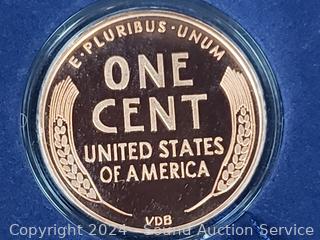 E·PLURIBUS·UNUM
ONE
CENT
UNITED STATES
OF AMERICA
VDB
Copyright 2024 - Sound Auction Service